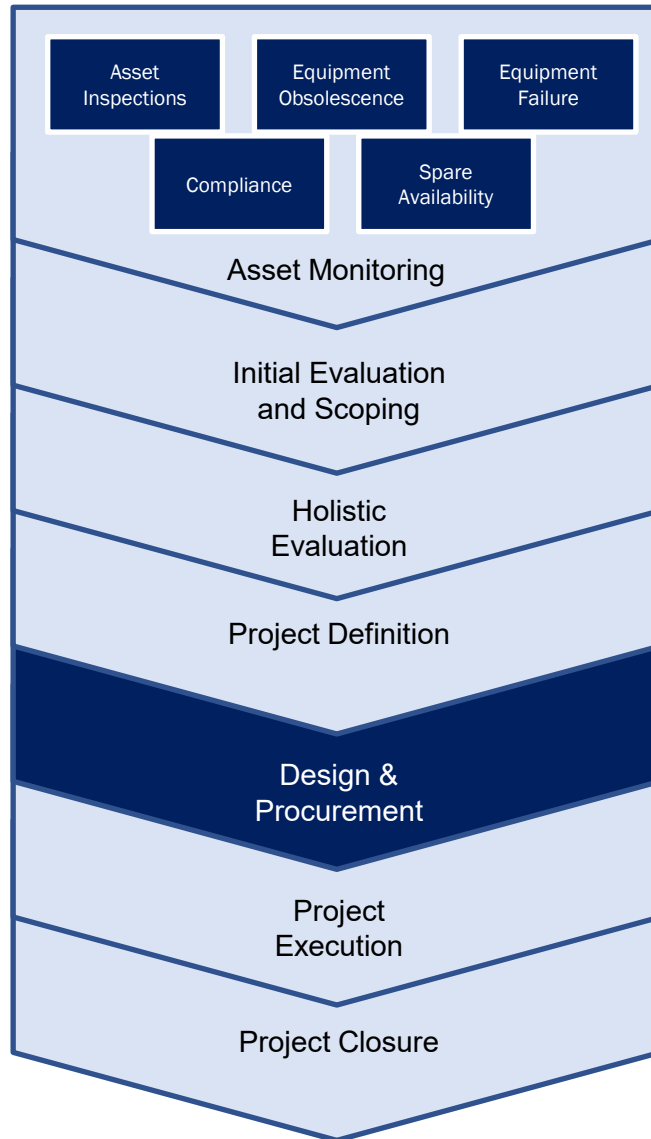 Asset
Inspections
Equipment
Obsolescence
Equipment
Failure
Compliance
Spare
Availability
Asset Monitoring
Initial Evaluation
and Scoping
Holistic
Evaluation
Project Definition
Design &
Procurement
Project
Execution
Project Closure